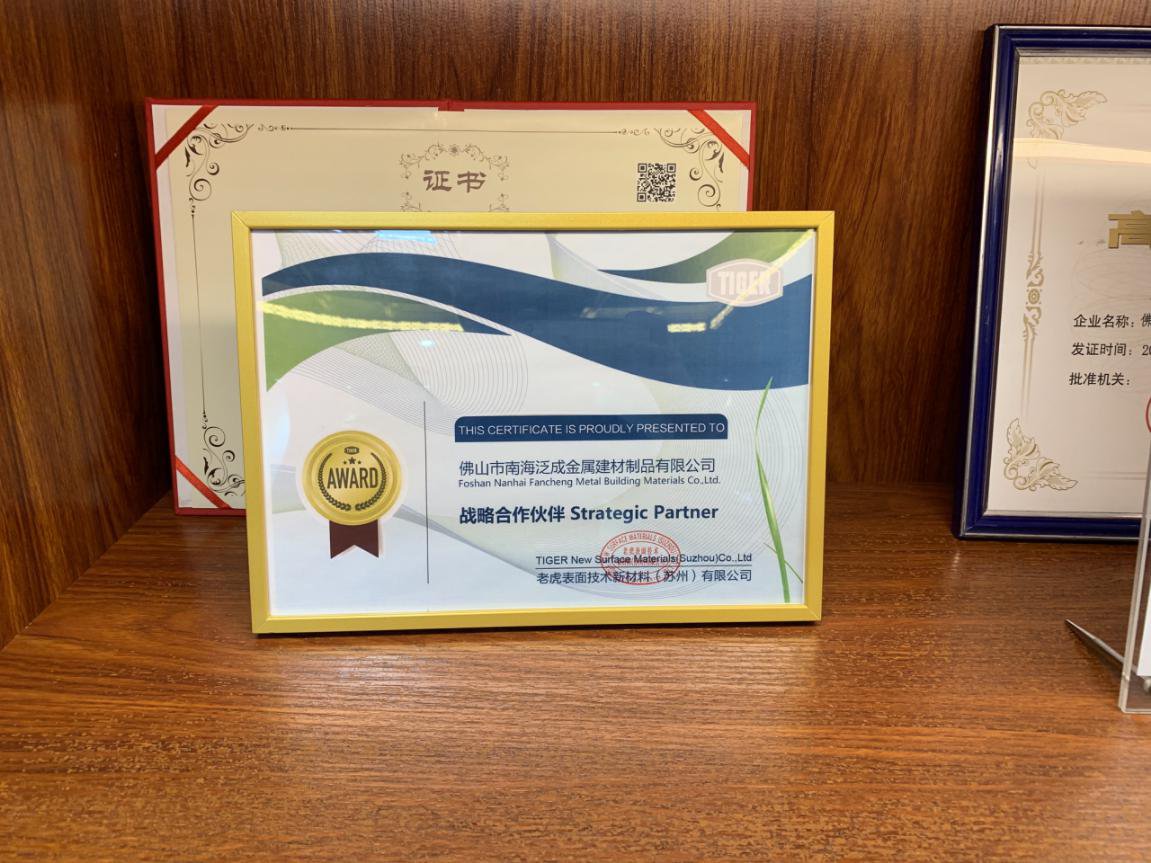 证书
TIGER
THIS CERTIFICATE IS PROUDLY PRESENTED TO
佛山市南海泛成金属建材制品有限公司
Foshan Nanhai Fancheng Metal Building Materials Co.,Ltd.
TIGER
AWARD
战略合作伙伴 Strategic Partner
TIGER New Surface Materials(Suzhou)Co.,Ltd
老虎表面技术新材料（苏州）有限公司
高
企业名称：佛
发证时间：20
批准机关：